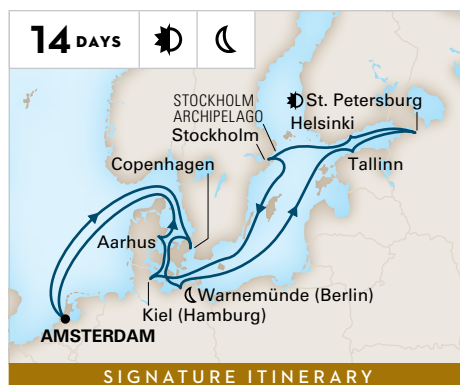 14 DAYS
STOCKHOLM
ARCHIPELAGO
Stockholm
St. Petersburg
Helsinki
Copenhagen
Tallinn
Aarhus
Warnemünde (Berlin)
Kiel (Hamburg)
AMSTERDAM
SIGNATURE ITINERARY